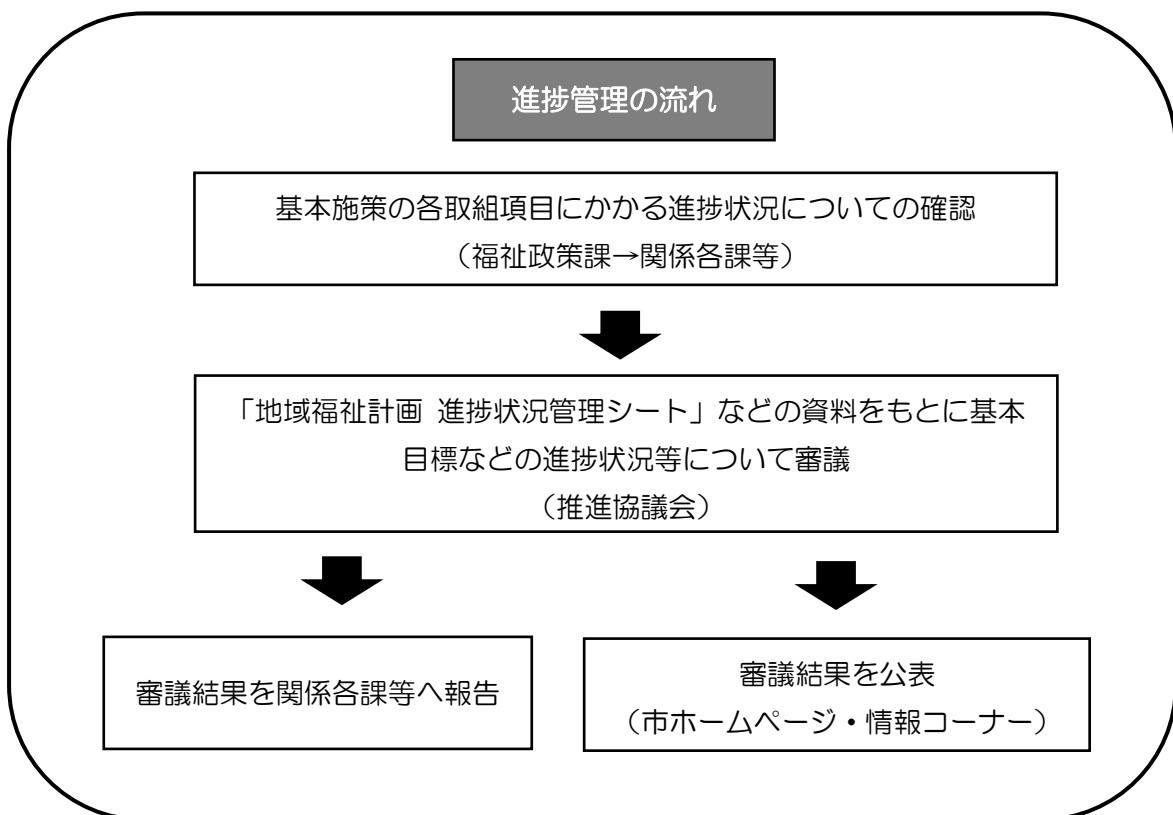 進捗管理の流れ
基本施策の各取組項目にかかる進捗状況についての確認
（福祉政策課→関係各課等）
「地域福祉計画 進捗状況管理シート」などの資料をもとに基本
目標などの進捗状況等について審議
（推進協議会）
審議結果を関係各課等へ報告
審議結果を公表
（市ホームページ・情報コーナー）